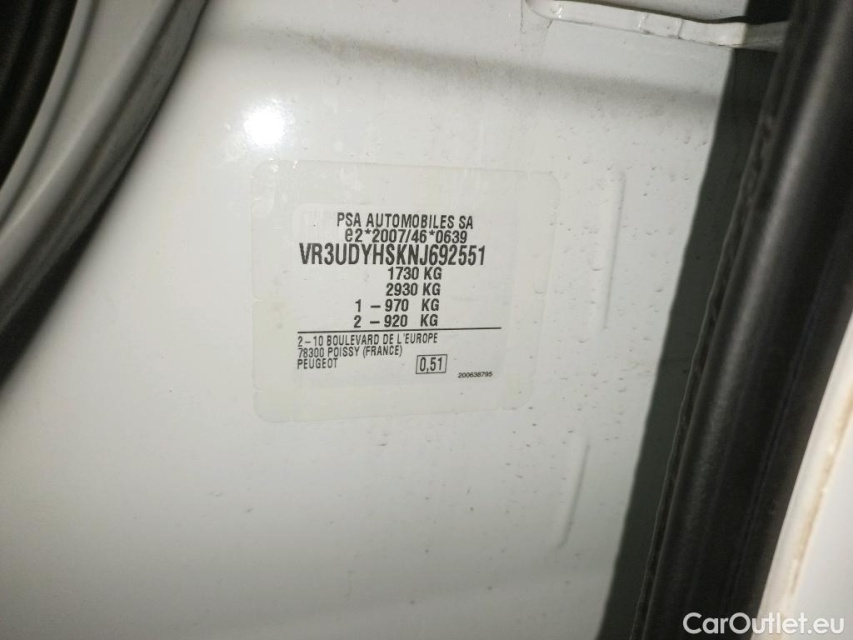 PSA AUTOMOBILES SA
e2*2007/46*0639
VR3UDYHSKNJ692551
1730 KG
2930 KG
1 – 970 KG
2 – 920 KG
2–10 BOULEVARD DE L'EUROPE
78300 POISSY (FRANCE)
PEUGEOT
0,51
200636795
CarOutlet.eu